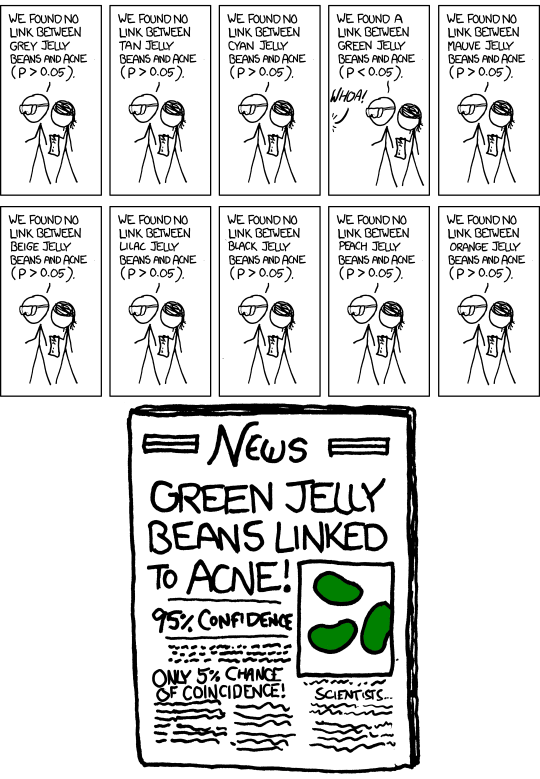 WE FOUND NO
LINK BETWEEN
GREY JELLY
BEANS AND ACNE
(P > 0.05).
WE FOUND NO
LINK BETWEEN
TAN JELLY
BEANS AND ACNE
(P > 0.05).
WE FOUND NO
LINK BETWEEN
CYAN JELLY
BEANS AND ACNE
(P > 0.05).
WE FOUND A
LINK BETWEEN
GREEN JELLY
BEANS AND ACNE
(P < 0.05).
WHOA!
WE FOUND NO
LINK BETWEEN
MAUVE JELLY
BEANS AND ACNE
(P > 0.05).
WE FOUND NO
LINK BETWEEN
BEIGE JELLY
BEANS AND ACNE
(P > 0.05).
WE FOUND NO
LINK BETWEEN
LILAC JELLY
BEANS AND ACNE
(P > 0.05).
WE FOUND NO
LINK BETWEEN
BLACK JELLY
BEANS AND ACNE
(P > 0.05).
WE FOUND NO
LINK BETWEEN
PEACH JELLY
BEANS AND ACNE
(P > 0.05).
WE FOUND NO
LINK BETWEEN
ORANGE JELLY
BEANS AND ACNE
(P > 0.05).
NEWS
GREEN JELLY
BEANS LINKED
TO ACNE!
95% CONFIDENCE
ONLY 5% CHANCE
OF COINCIDENCE!
SCIENTISTS...